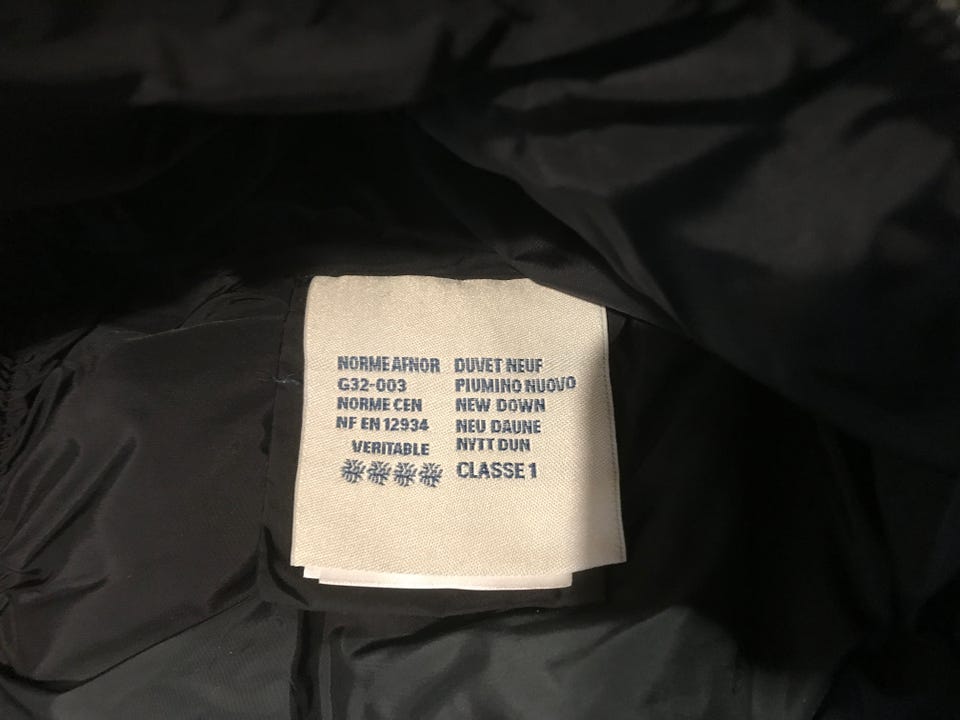 NORME AFNOR
G32-003
NORME CEN
NF EN 12934
VERITABLE
DUVET NEUF
PIUMINO NUOVO
NEW DOWN
NEU DAUNE
NYTT DUN
CLASSE 1